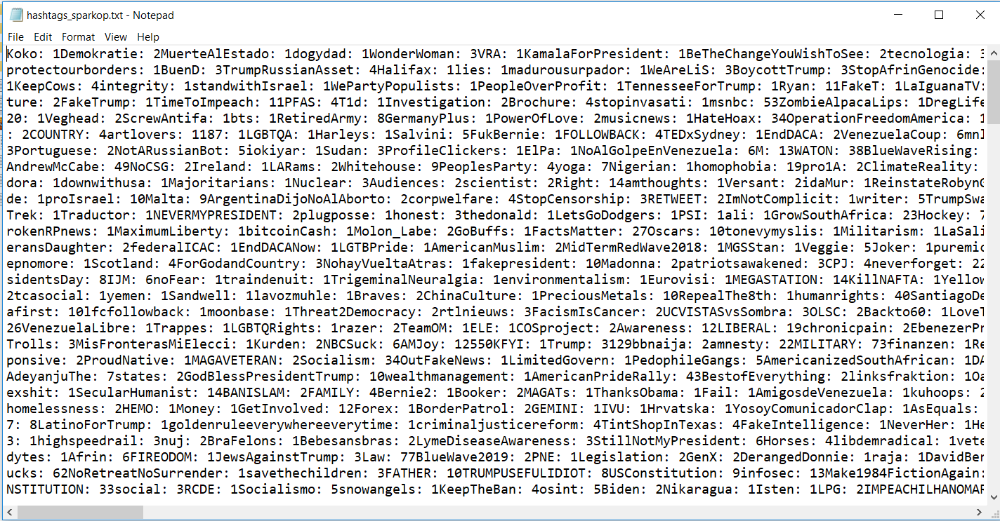 hashtags_sparkop.txt - Notepad
File Edit Format View Help
Koko: 1Demokratie: 2MuerteAlEstado: 1dogydad: 1WonderWoman: 3VRA: 1KamalaForPresident: 1BeTheChangeYouWishToSee: 2tecnologia: 3
protectourborders: 1BuenD: 3TrumpRussianAsset: 4Halifax: 1lies: 1madurousurpador: 1WeAreLiS: 3BoycottTrump: 3StopAfrinGenocide:
1KeepCows: 4integrity: 1standwithIsrael: 1WePartyPopulists: 1PeopleOverProfit: 1TennesseeForTrump: 1Ryan: 11FakeT: 1LaIguanaTV:
ture: 2FakeTrump: 1TimeToImpeach: 11PFAS: 4T1d: 1Investigation: 2Brochure: 4stopinvasati: 1msnbc: 53ZombieAlpacaLips: 1DregLife
20: 1Veghead: 2ScrewAntifa: 1bts: 1RetiredArmy: 8GermanyPlus: 1PowerOfLove: 2musicnews: 1HateHoax: 34OperationFreedomAmerica: 1
: 2COUNTRY: 4artlovers: 1187: 1LGBTQA: 1Harleys: 1Salvini: 5FukBernie: 1FOLLOWBACK: 4TEDxSydney: 1EndDACA: 2VenezuelaCoup: 6mnl
3Portuguese: 2NotARussianBot: 5iokiyar: 1Sudan: 3ProfileClickers: 1ElPa: 1NoAlGolpeEnVenezuela: 6M: 13WATON: 38BlueWaveRising:
AndrewMcCabe: 49NoCSG: 2Ireland: 1LARams: 2Whitehouse: 9PeoplesParty: 4yoga: 7Nigerian: 1homophobia: 19pro1A: 2ClimateReality:
dora: 1downwithusa: 1Majoritarians: 1Nuclear: 3Audiences: 2scientist: 2Right: 14amthoughts: 1Versant: 2idaMur: 1ReinstateRobyn
de: 1proIsrael: 10Malta: 9ArgentinaDijoNoAlAborto: 2corpwelfare: 4StopCensorship: 3RETWEET: 2ImNotComplicit: 1writer: 5TrumpSwa
Trek: 1Traductor: 1NEVERMYPRESIDENT: 2plugposse: 1honest: 3thedonald: 1LetsGoDodgers: 1PSI: 1ali: 1GrowSouthAfrica: 23Hockey: 7
rokenRPnews: 1MaximumLiberty: 1bitcoinCash: 1Molon_Labe: 2GoBuffs: 1FactsMatter: 27Oscars: 10tonevymyslis: 1Militarism: 1LaSali
eransDaughter: 2federalICAC: 1EndDACANow: 1LGTBPride: 1AmericanMuslim: 2MidTermRedWave2018: 1MGSStan: 1Veggie: 5Joker: 1puremic
epnomore: 1Scotland: 4ForGodandCountry: 3NohayVueltaAtras: 1fakepresident: 10Madonna: 2patriotsawakened: 3CPJ: 4neverforget: 22
sidentsDay: 8IJM: 6noFear: 1traindenuit: 1TrigeminalNeuralgia: 1environmentalism: 1Eurovisi: 1MEGASTATION: 14KillNAFTA: 1Yellow
2tcasocial: 1yemen: 1Sandwell: 1lavozmuhle: 1Braves: 2ChinaCulture: 1PreciousMetals: 10RepealThe8th: 1humanrights: 40SantiagoDe
afirst: 10lfcfollowback: 1moonbase: 1Threat2Democracy: 2rtlnieuws: 3FacismIsCancer: 2UCVISTASvsSombra: 3OLSC: 2Backto60: 1LoveT
26VenezuelaLibre: 1Trappes: 1LGBTQRights: 1razer: 2TeamOM: 1ELE: 1COSproject: 2Awareness: 12LIBERAL: 19chronicpain: 2EbenezerPr
Trolls: 3MisFronterasMiElecci: 1Kurden: 2NBCSuck: 6AMJoy: 12550KFYI: 1Trump: 3129bbnaija: 2amnesty: 22MILITARY: 73finanzen: 1Re
ponsive: 2ProudNative: 1MAGAVETERAN: 2Socialism: 34OutFakeNews: 1LimitedGovern: 1PedophileGangs: 5AmericanizedSouthAfrican: 1DA
AdeyanjuThe: 7states: 2GodBlessPresidentTrump: 10wealthmanagement: 1AmericanPrideRally: 43BestofEverything: 2linksfraktion: 1Oa
exshit: 1SecularHumanist: 14BANISLAM: 2FAMILY: 4Bernie2: 1Booker: 2MAGATs: 1ThanksObama: 1Fail: 1AmigosdeVenezuela: 1kuhoops: 2
homelessness: 2HEMO: 1Money: 1GetInvolved: 12Forex: 1BorderPatrol: 2GEMINI: 1IVU: 1Hrvatska: 1YosoyComunicadorClap: 1AsEquals:
7: 8LatinoForTrump: 1goldenruleeverywhereeverytime: 1criminaljusticereform: 4TintShopInTexas: 4FakeIntelligence: 1NeverHer: 1He
3: 1highspeedrail: 3nuj: 2BraFelons: 1Bebesansbras: 2LymeDiseaseAwareness: 3StillNotMyPresident: 6Horses: 4libdemradical: 1vete
dytes: 1Afrin: 6FIREODOM: 1JewsAgainstTrump: 3Law: 77BlueWave2019: 2PNE: 1Legislation: 2GenX: 2DerangedDonnie: 1raja: 1DavidBer
ucks: 62NoRetreatNoSurrender: 1savethechildren: 3FATHER: 10TRUMPUSEFULIDIOT: 8USConstitution: 9infosec: 13Make1984FictionAgain:
NSTITUTION: 33social: 3RCDE: 1Socialismo: 5snowangels: 1KeepTheBan: 4osint: 5Biden: 2Nikaragua: 1Isten: 1LPG: 2IMPEACHILHANOMAR